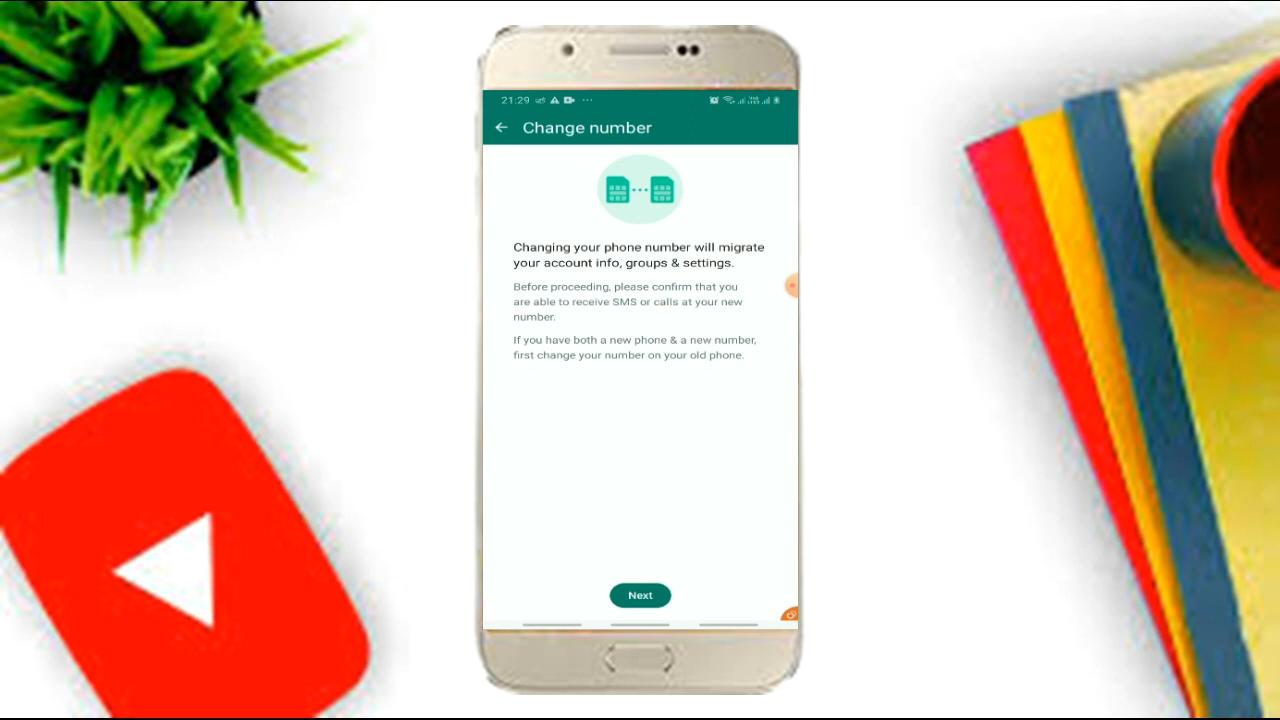 21:29
Change number
Changing your phone number will migrate
your account info, groups & settings.
Before proceeding, please confirm that you
are able to receive SMS or calls at your new
number.
If you have both a new phone & a new number,
first change your number on your old phone.
Next